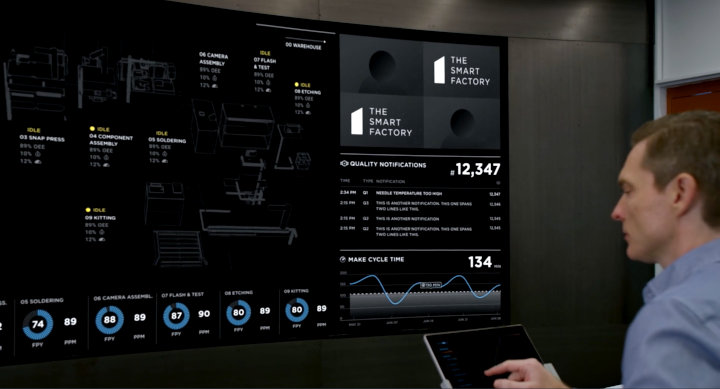 00 WAREHOUSE
06 CAMERA
ASSEMBLY
89% OEE
10%
12%
IDLE
07 FLASH
& TEST
89% OEE
10%
12%
IDLE
08 ETCHING
89% OEE
10%
12%
IDLE
03 SNAP PRESS
89% OEE
10%
12%
IDLE
04 COMPONENT
ASSEMBLY
89% OEE
10%
12%
IDLE
05 SOLDERING
89% OEE
10%
12%
IDLE
09 KITTING
89% OEE
10%
12%
THE
SMART
FACTORY
THE
SMART
FACTORY
QUALITY NOTIFICATIONS
#12,347
TIME TYPE NOTIFICATION
2:34 PM Q1 NEEDLE TEMPERATURE TOO HIGH 12,347
2:15 PM Q3 THIS IS ANOTHER NOTIFICATION. THIS ONE SPANS 12,346
TWO LINES LIKE THIS.
2:15 PM Q2 THIS IS ANOTHER NOTIFICATION 12,345
2:15 PM Q2 THIS IS ANOTHER NOTIFICATION. THIS ONE SPANS
TWO LINES LIKE THIS.
MAKE CYCLE TIME
134 MIN
05 SOLDERING
74 89
FPY PPM
06 CAMERA ASSEMBL.
88 89
FPY PPM
07 FLASH & TEST
87 90
FPY PPM
08 ETCHING
80 89
FPY PPM
09 KITTING
80 89
FPY PPM